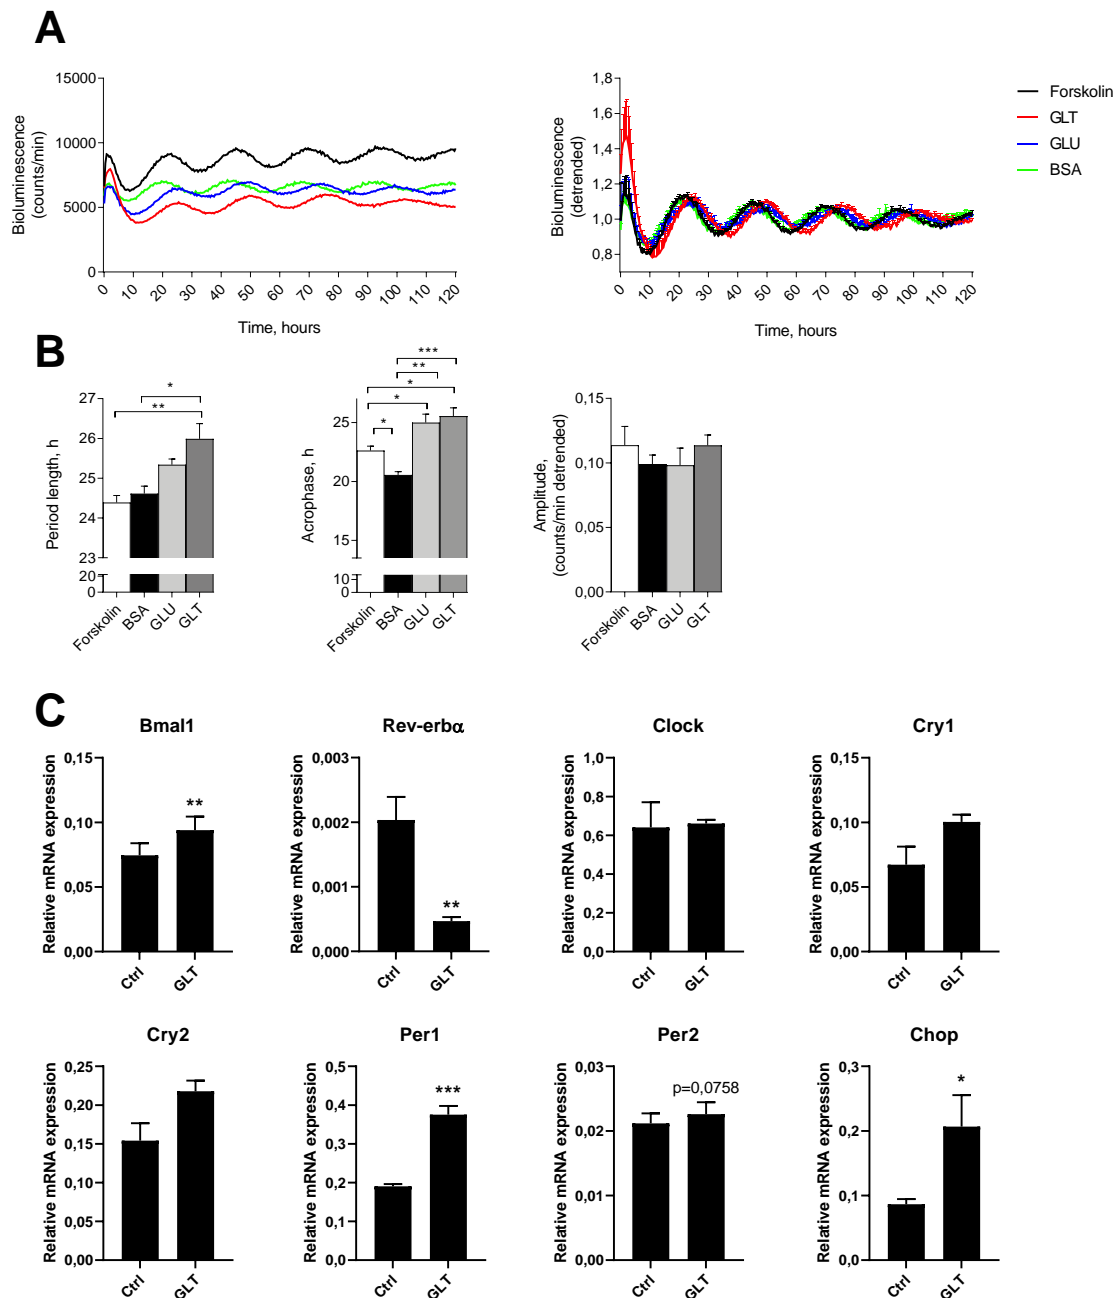 A
Bioluminescence
(counts/min)
15000
10000
5000
0
0 10 20 30 40 50 60 70 80 90 100 110 120
Time, hours
Bioluminescence
(detrended)
1,8
1,6
1,4
1,2
1,0
0,8
0 10 20 30 40 50 60 70 80 90 100 110 120
Time, hours
Forskolin
GLT
GLU
BSA
B
Period length, h
27
26
25
24
23
20
0
*
**
Forskolin BSA GLU GLT
Acrophase, h
25
20
15
10
0
***
**
*
*
*
Forskolin BSA GLU GLT
Amplitude,
(counts/min detrended)
0,15
0,10
0,05
0,00
Forskolin BSA GLU GLT
C
Bmal1
Relative mRNA expression
0,15
0,10
0,05
0,00
**
Ctrl GLT
Rev-erbα
Relative mRNA expression
0,003
0,002
0,001
0,000
**
Ctrl GLT
Clock
Relative mRNA expression
1,0
0,8
0,6
0,4
0,2
0,0
Ctrl GLT
Cry1
Relative mRNA expression
0,15
0,10
0,05
0,00
Ctrl GLT
Cry2
Relative mRNA expression
0,25
0,20
0,15
0,10
0,05
0,00
Ctrl GLT
Per1
Relative mRNA expression
0,5
0,4
0,3
0,2
0,1
0,0
***
Ctrl GLT
Per2
Relative mRNA expression
0,03
0,02
0,01
0,00
p=0,0758
Ctrl GLT
Chop
Relative mRNA expression
0,3
0,2
0,1
0,0
*
Ctrl GLT